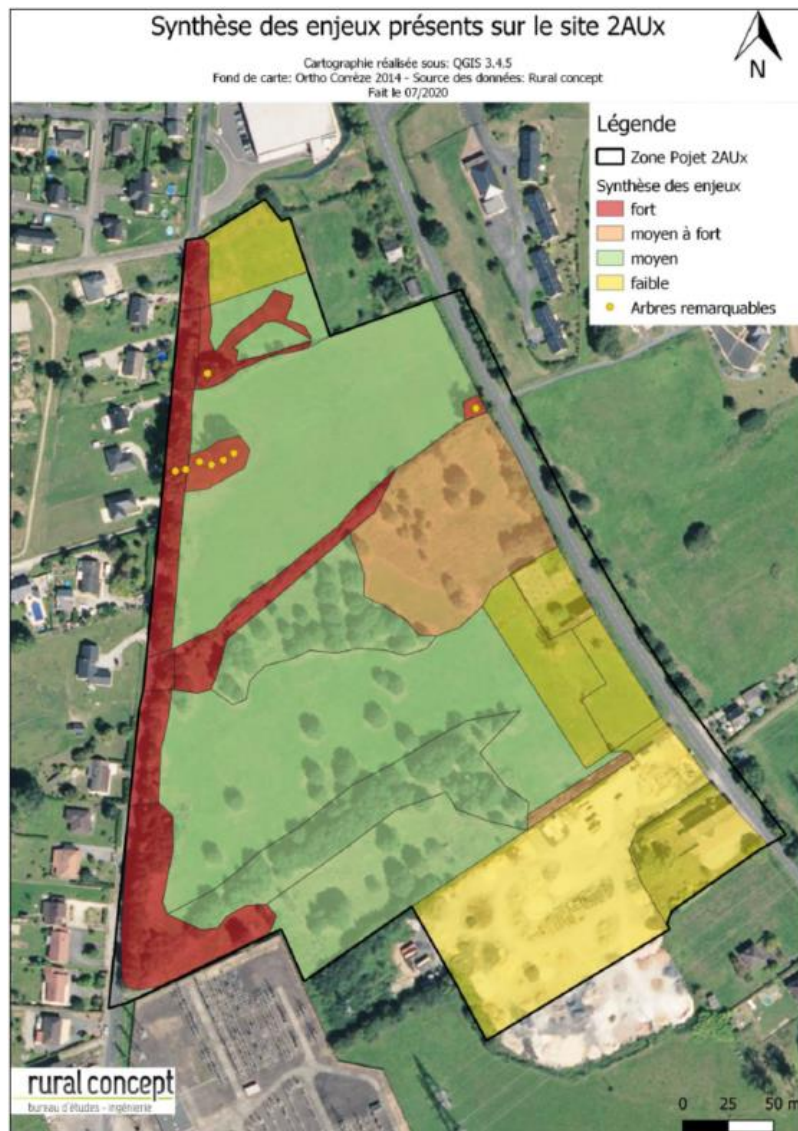 Synthèse des enjeux présents sur le site 2AUx
Cartographie réalisée sous: QGIS 3.4.5
Fond de carte: Ortho Corrèze 2014 - Source des données: Rural concept
Fait le 07/2020
N
Légende
Zone Pojet 2AUx
Synthèse des enjeux
fort
moyen à fort
moyen
faible
Arbres remarquables
rural concept
bureau d'études - ingénierie
0 25 50 m